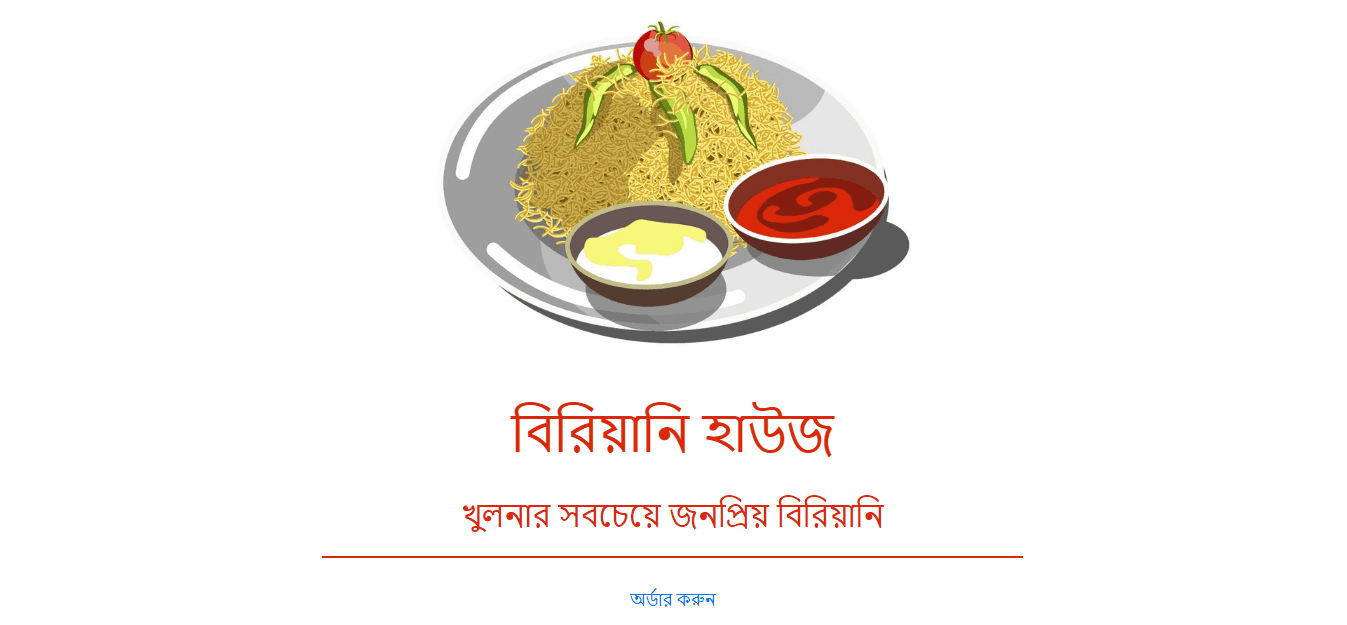 বিরিয়ানি হাউজ
খুলনার সবচেয়ে জনপ্রিয় বিরিয়ানি
অর্ডার করুন